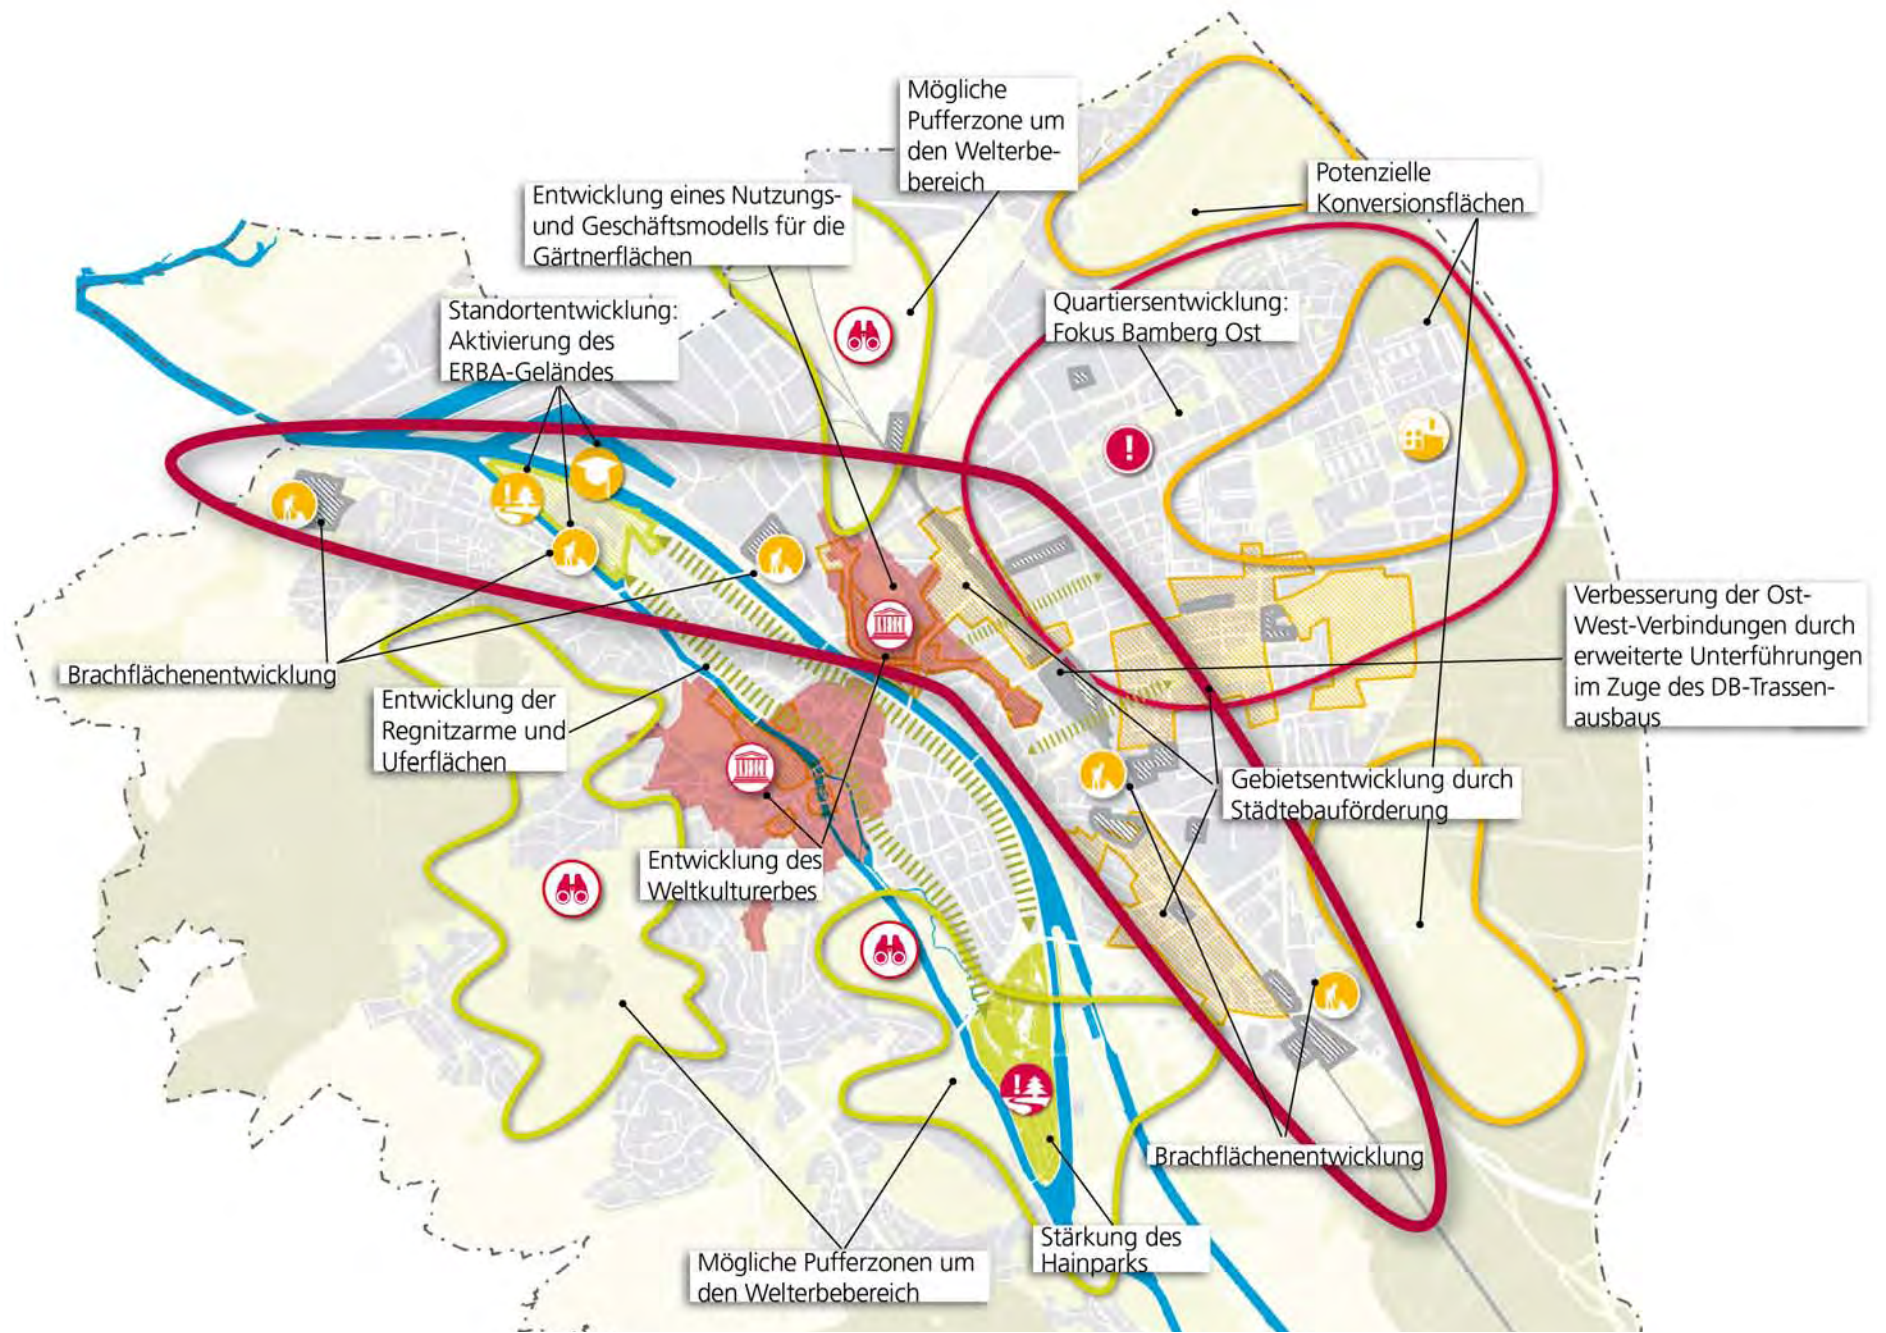 Mögliche
Pufferzone um
den Welterbe-
bereich
Potenzielle
Konversionsflächen
Entwicklung eines Nutzungs-
und Geschäftsmodells für die
Gärtnerflächen
Standortentwicklung:
Aktivierung des
ERBA-Geländes
Quartiersentwicklung:
Fokus Bamberg Ost
Verbesserung der Ost-
West-Verbindungen durch
erweiterte Unterführungen
im Zuge des DB-Trassen-
ausbaus
Brachflächenentwicklung
Entwicklung der
Regnitzarme und
Uferflächen
Gebietsentwicklung durch
Städtebauförderung
Entwicklung des
Weltkulturerbes
Brachflächenentwicklung
Stärkung des
Hainparks
Mögliche Pufferzonen um
den Welterbebereich